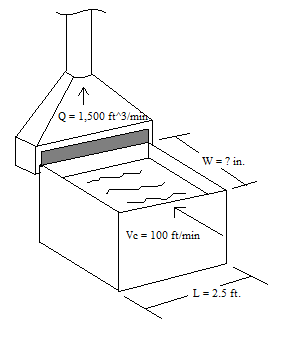 Q = 1,500 ft^3/min
W = ? in.
Vc = 100 ft/min
L = 2.5 ft.